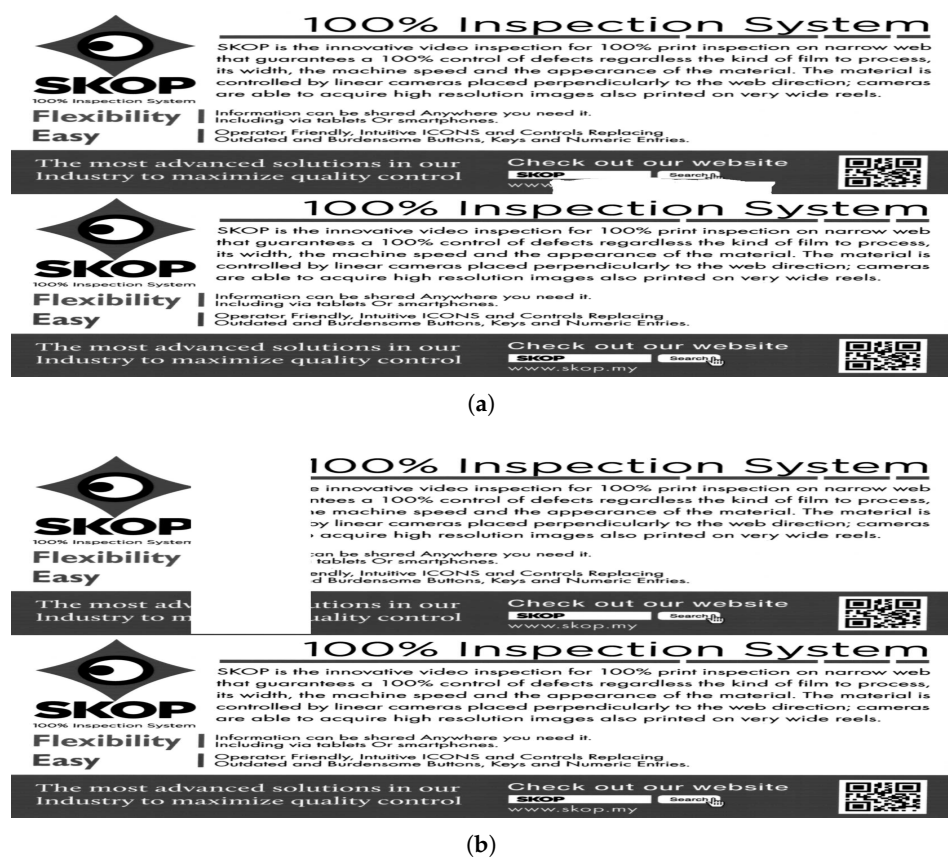 100% Inspection System
SKOP is the innovative video inspection for 100% print inspection on narrow web
that guarantees a 100% control of defects regardless the kind of film to process,
its width, the machine speed and the appearance of the material. The material is
controlled by linear cameras placed perpendicularly to the web direction; cameras
are able to acquire high resolution images also printed on very wide reels.
SKOP
100% Inspection System
Flexibility
Information can be shared Anywhere you need it.
Including via tablets Or smartphones.
Easy
Operator Friendly, Intuitive ICONS and Controls Replacing
Outdated and Burdensome Buttons, Keys and Numeric Entries.
The most advanced solutions in our
Industry to maximize quality control
Check out our website
SKOP Search
www
100% Inspection System
SKOP is the innovative video inspection for 100% print inspection on narrow web
that guarantees a 100% control of defects regardless the kind of film to process,
its width, the machine speed and the appearance of the material. The material is
controlled by linear cameras placed perpendicularly to the web direction; cameras
are able to acquire high resolution images also printed on very wide reels.
SKOP
100% Inspection System
Flexibility
Information can be shared Anywhere you need it.
Including via tablets Or smartphones.
Easy
Operator Friendly, Intuitive ICONS and Controls Replacing
Outdated and Burdensome Buttons, Keys and Numeric Entries.
The most advanced solutions in our
Industry to maximize quality control
Check out our website
SKOP Search
www.skop.my
(a)
100% Inspection System
innovative video inspection for 100% print inspection on narrow web
a 100% control of defects regardless the kind of film to process,
machine speed and the appearance of the material. The material is
by linear cameras placed perpendicularly to the web direction; cameras
acquire high resolution images also printed on very wide reels.
SKOP
100% Inspection System
Flexibility
can be shared Anywhere you need it.
tablets Or smartphones.
Easy
endly, Intuitive ICONS and Controls Replacing
d Burdensome Buttons, Keys and Numeric Entries.
The most adv utions in our
Industry to m uality control
Check out our website
SKOP Search
www.skop.my
100% Inspection System
SKOP is the innovative video inspection for 100% print inspection on narrow web
that guarantees a 100% control of defects regardless the kind of film to process,
its width, the machine speed and the appearance of the material. The material is
controlled by linear cameras placed perpendicularly to the web direction; cameras
are able to acquire high resolution images also printed on very wide reels.
SKOP
100% Inspection System
Flexibility
Information can be shared Anywhere you need it.
Including via tablets Or smartphones.
Easy
Operator Friendly, Intuitive ICONS and Controls Replacing
Outdated and Burdensome Buttons, Keys and Numeric Entries.
The most advanced solutions in our
Industry to maximize quality control
Check out our website
SKOP Search
www.skop.my
(b)